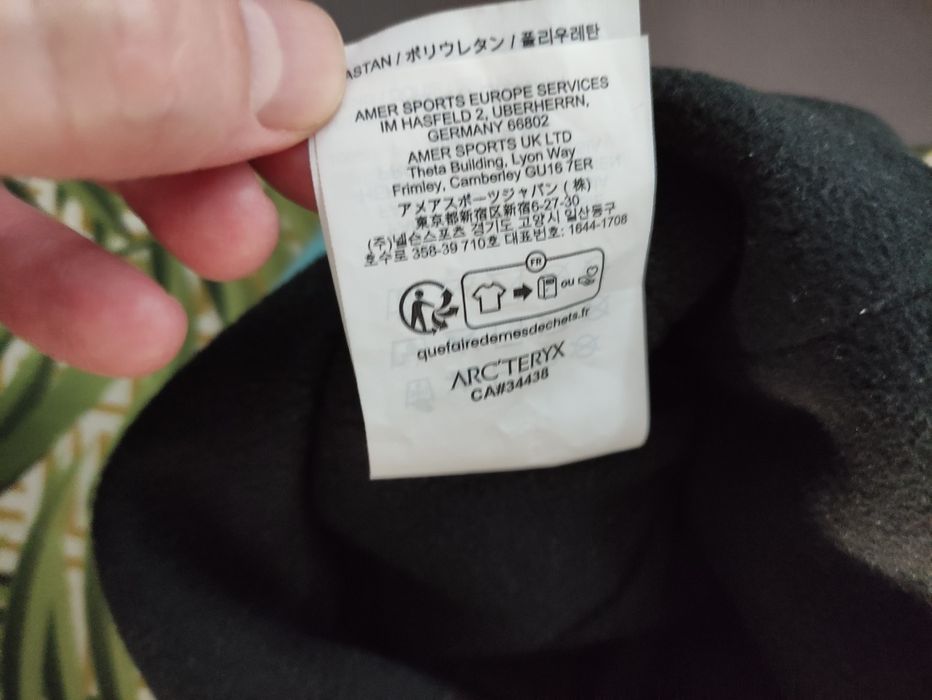 ASTAN / ポリウレタン / 폴리우레탄
AMER SPORTS EUROPE SERVICES
IM HASFELD 2, UBERHERRN,
GERMANY 66802
AMER SPORTS UK LTD
Theta Building, Lyon Way
Frimley, Camberley GU16 7ER
アメアスポーツジャパン (株)
東京都新宿区新宿6-27-30
(주)넬슨스포츠 경기도 고양시 일산동구
호수로 358-39 710호 대표번호: 1644-1708
FR
OU
quefairedemesdechets.fr
ARC'TERYX
CA#34438